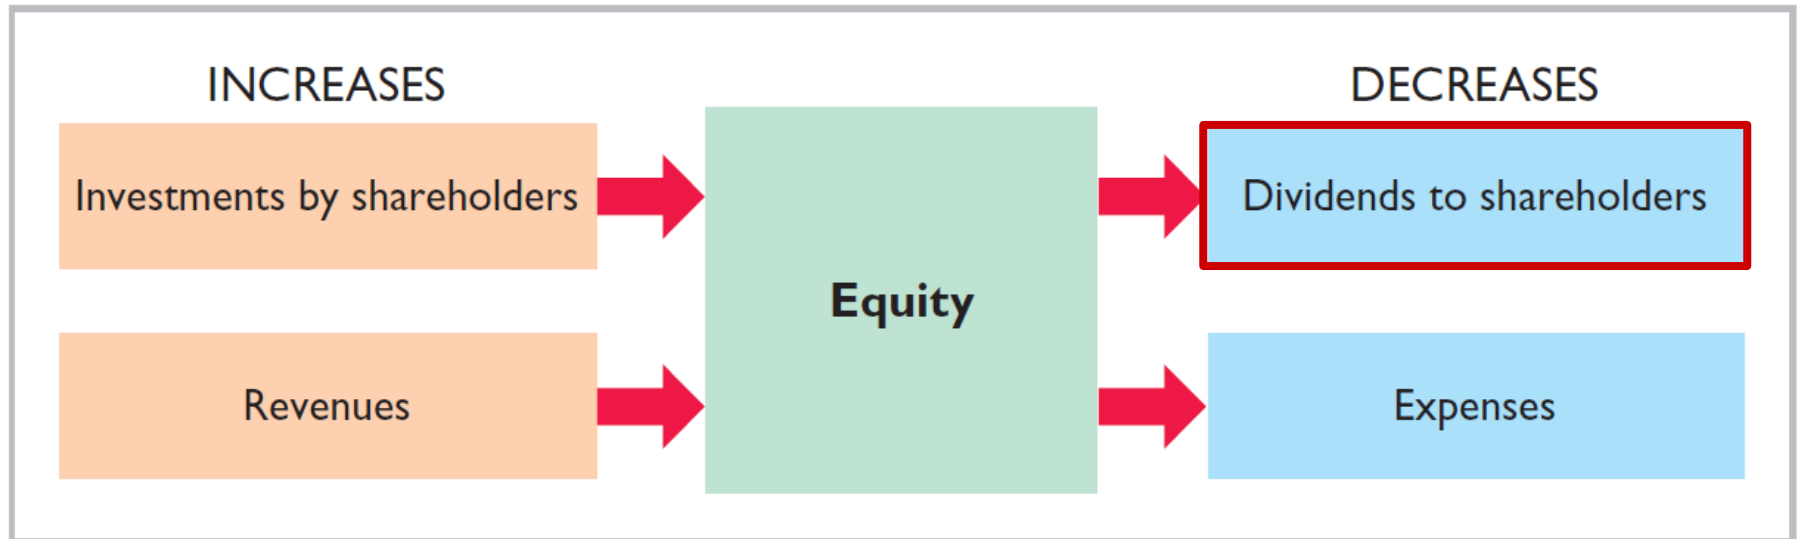 INCREASES
DECREASES
Investments by shareholders
Dividends to shareholders
Equity
Revenues
Expenses